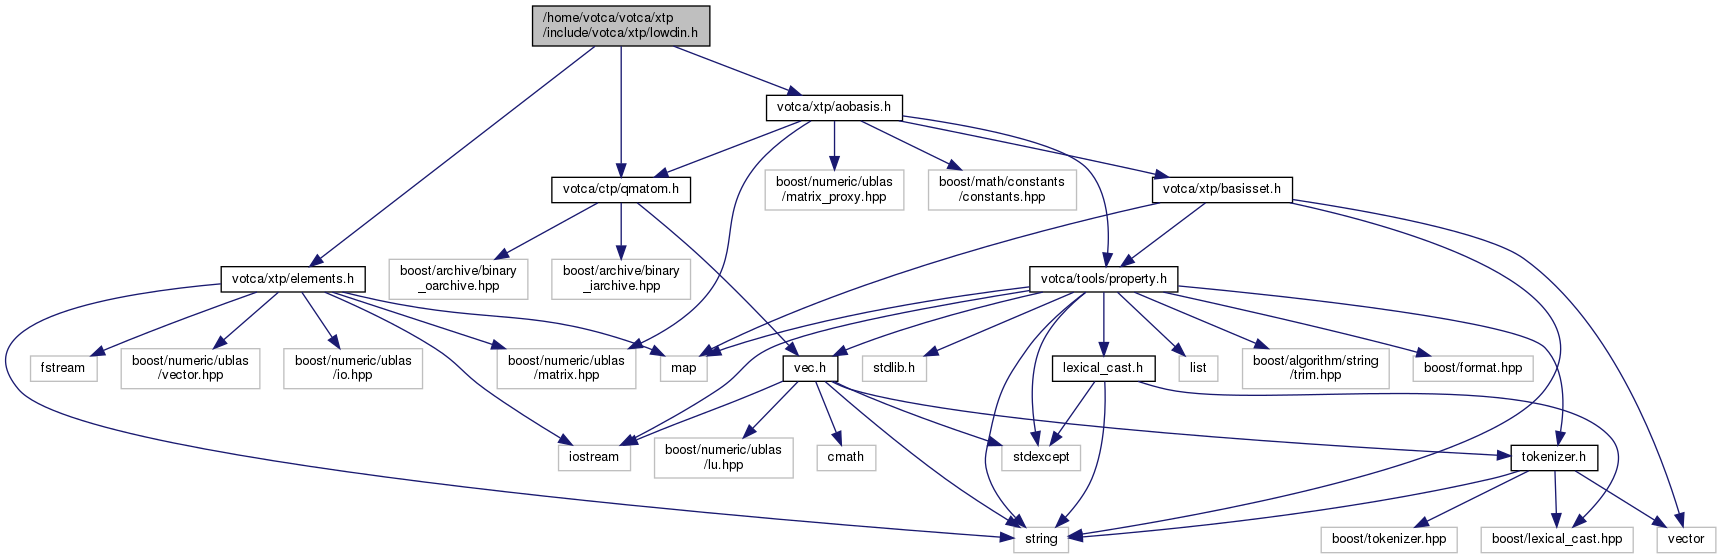 /home/votca/votca/xtp
/include/votca/xtp/lowdin.h
votca/xtp/aobasis.h
votca/ctp/qmatom.h
boost/numeric/ublas
/matrix_proxy.hpp
boost/math/constants
/constants.hpp
votca/xtp/basisset.h
votca/xtp/elements.h
boost/archive/binary
_oarchive.hpp
boost/archive/binary
_iarchive.hpp
votca/tools/property.h
fstream
boost/numeric/ublas
/vector.hpp
boost/numeric/ublas
/io.hpp
boost/numeric/ublas
/matrix.hpp
map
vec.h
stdlib.h
lexical_cast.h
list
boost/algorithm/string
/trim.hpp
boost/format.hpp
iostream
boost/numeric/ublas
/lu.hpp
cmath
stdexcept
tokenizer.h
string
boost/tokenizer.hpp
boost/lexical_cast.hpp
vector